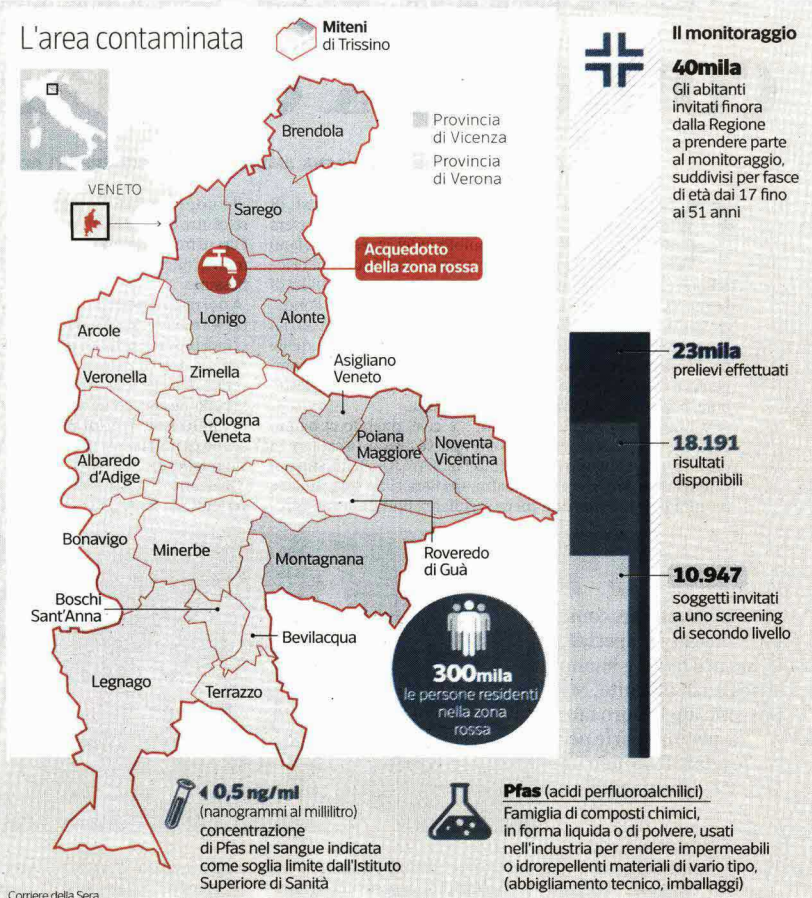 L'area contaminata
Miteni
di Trissino
VENETO
Provincia
di Vicenza
Provincia
di Verona
Brendola
Sarego
Acquedotto
della zona rossa
Lonigo
Alonte
Arcole
Veronella
Zimella
Asigliano
Veneto
Cologna
Veneta
Poiana
Maggiore
Noventa
Vicentina
Albaredo
d'Adige
Bonavigo
Minerbe
Montagnana
Roveredo
di Guà
Boschi
Sant'Anna
Bevilacqua
Legnago
Terrazzo
300mila
le persone residenti
nella zona
rossa
Il monitoraggio
40mila
Gli abitanti
invitati finora
dalla Regione
a prendere parte
al monitoraggio,
suddivisi per fasce
di età dai 17 fino
ai 51 anni
23mila
prelievi effettuati
18.191
risultati
disponibili
10.947
soggetti invitati
a uno screening
di secondo livello
0,5 ng/ml
(nanogrammi al millilitro)
concentrazione
di Pfas nel sangue indicata
come soglia limite dall'Istituto
Superiore di Sanità
Pfas (acidi perfluoroalchilici)
Famiglia di composti chimici,
in forma liquida o di polvere, usati
nell'industria per rendere impermeabili
o idrorepellenti materiali di vario tipo,
(abbigliamento tecnico, imballaggi)
Corriere della Sera